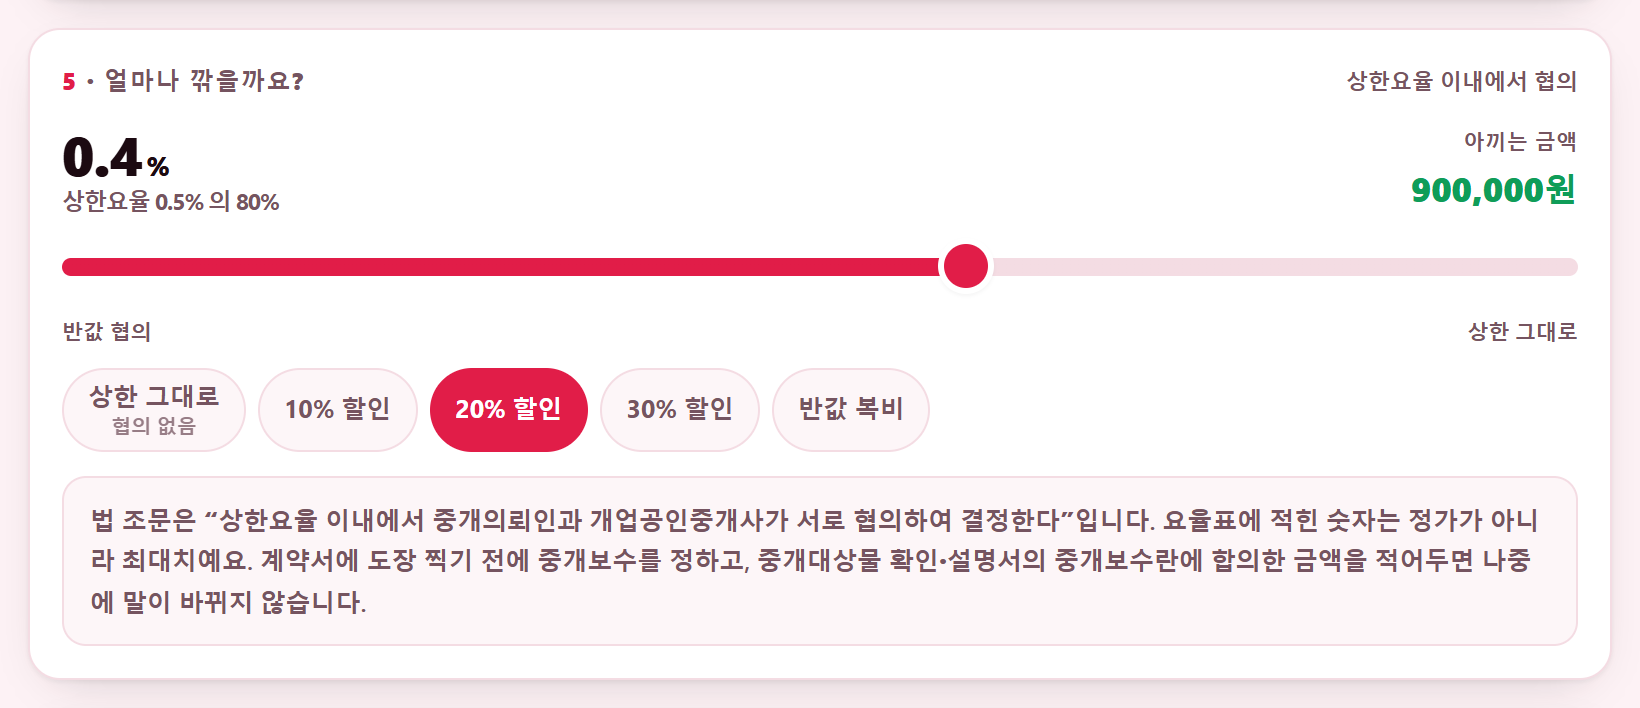 5 · 얼마나 깎을까요?
상한요율 이내에서 협의
0.4%
상한요율 0.5% 의 80%
아끼는 금액
900,000원
반값 협의
상한 그대로
상한 그대로
협의 없음
10% 할인
20% 할인
30% 할인
반값 복비
법 조문은 “상한요율 이내에서 중개의뢰인과 개업공인중개사가 서로 협의하여 결정한다”입니다. 요율표에 적힌 숫자는 정가가 아니
라 최대치예요. 계약서에 도장 찍기 전에 중개보수를 정하고, 중개대상물 확인·설명서의 중개보수란에 합의한 금액을 적어두면 나중
에 말이 바뀌지 않습니다.